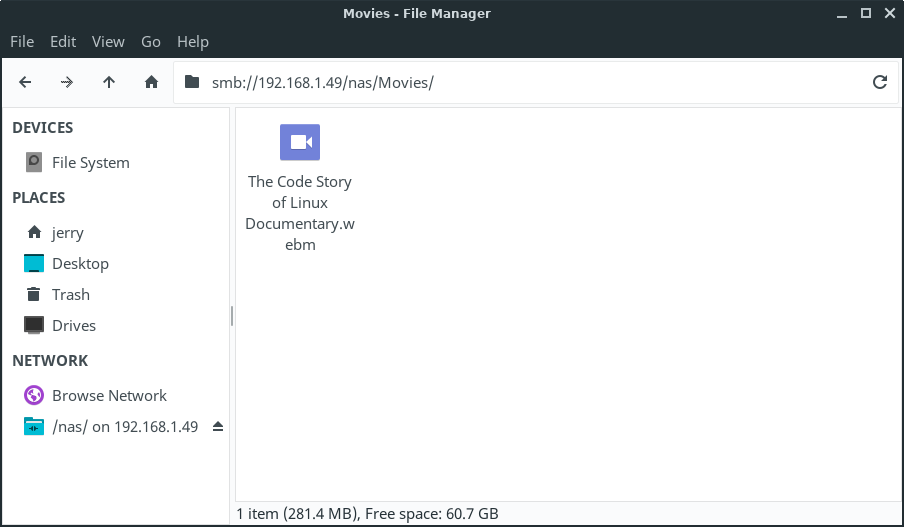 Movies - File Manager
File Edit View Go Help
smb://192.168.1.49/nas/Movies/
DEVICES
File System
PLACES
jerry
Desktop
Trash
Drives
NETWORK
Browse Network
/nas/ on 192.168.1.49
The Code Story
of Linux
Documentary.w
ebm
1 item (281.4 MB), Free space: 60.7 GB